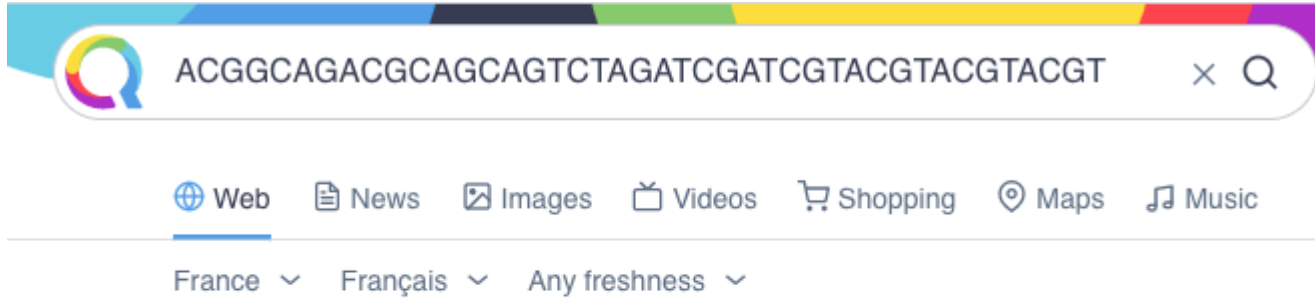 ACGGCAGACGCAGCAGTCTAGATCGATCGTACGTACGTACGT
Web News Images Videos Shopping Maps Music
France Français Any freshness